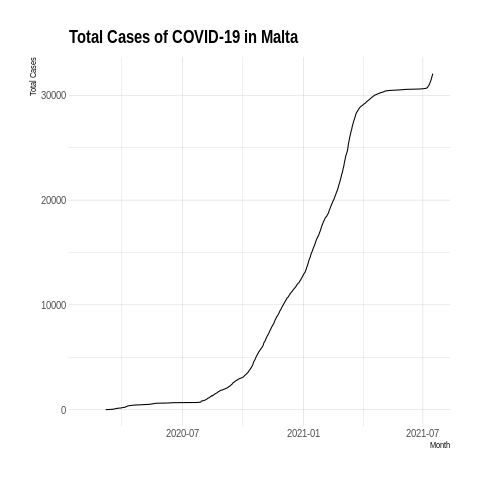 Total Cases of COVID-19 in Malta
Total Cases
30000
20000
10000
0
2020-07
2021-01
2021-07
Month